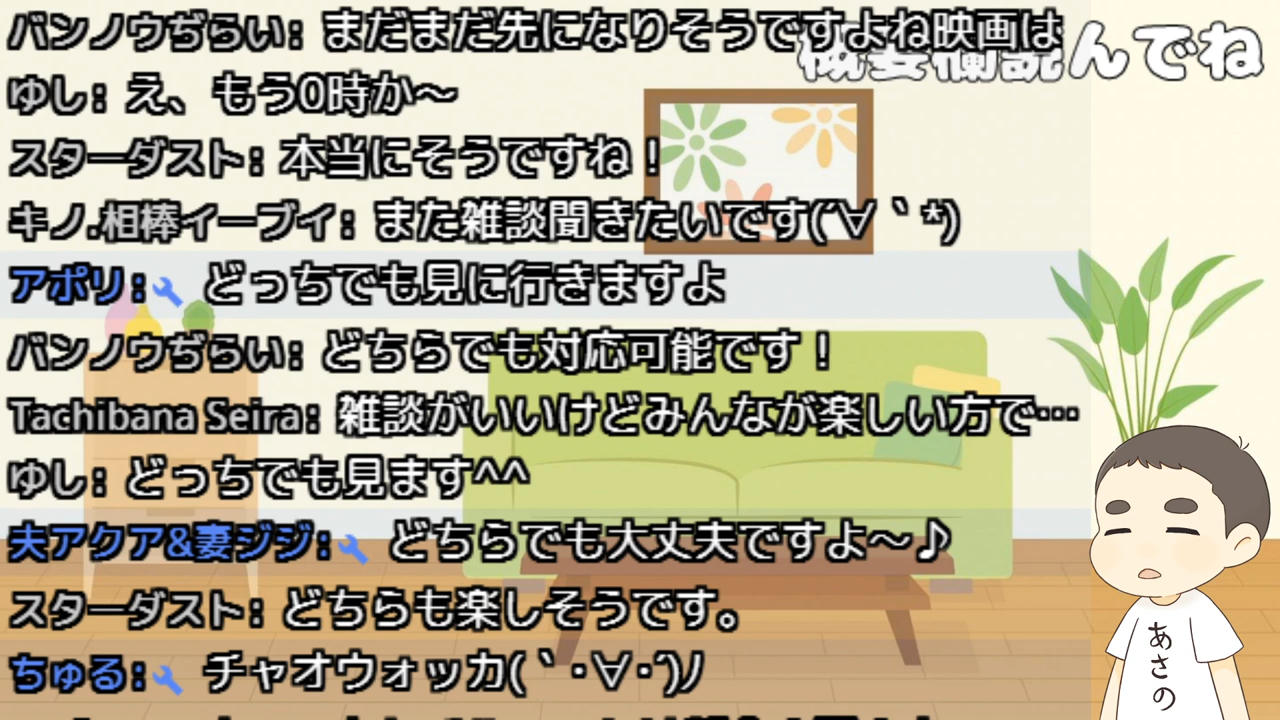 バンノウぢらい: まだまだ先になりそうですよね映画は
概要欄読んでね
ゆし: え、もう0時か〜
スターダスト: 本当にそうですね！
キノ.相棒イーブイ: また雑談聞きたいです(´∀｀*)
アポリ: どっちでも見に行きますよ
バンノウぢらい: どちらでも対応可能です！
Tachibana Seira: 雑談がいいけどみんなが楽しい方で…
ゆし: どっちでも見ます^^
夫アクア&妻ジジ: どちらでも大丈夫ですよ〜♪
スターダスト: どちらも楽しそうです。
ちゅる: チャオウォッカ(｀･∀･´)ﾉ
あさの